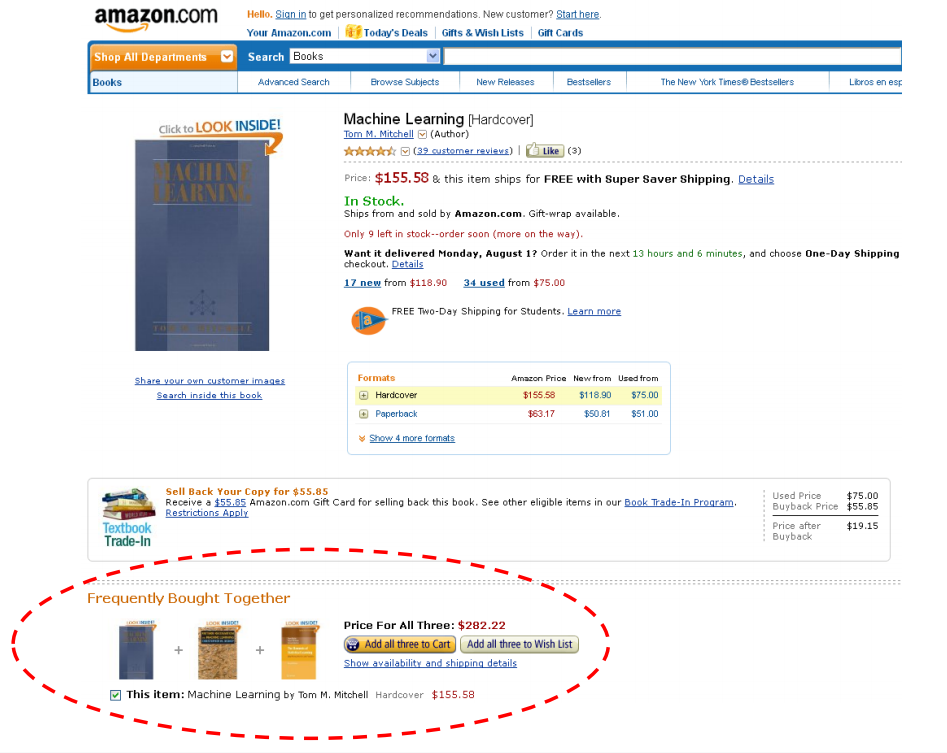 amazon.com
Hello. Sign in to get personalized recommendations. New customer? Start here.
Your Amazon.com Today's Deals Gifts & Wish Lists Gift Cards
Shop All Departments Search Books
Books Advanced Search Browse Subjects New Releases Bestsellers The New York Times® Bestsellers Libros en esp
Click to LOOK INSIDE!
MACHINE
LEARNING
Machine Learning [Hardcover]
Tom M. Mitchell (Author)
(39 customer reviews) | Like (3)
Price: $155.58 & this item ships for FREE with Super Saver Shipping. Details
In Stock.
Ships from and sold by Amazon.com. Gift-wrap available.
Only 9 left in stock--order soon (more on the way).
Want it delivered Monday, August 1? Order it in the next 13 hours and 6 minutes, and choose One-Day Shipping
checkout. Details
17 new from $118.90 34 used from $75.00
a FREE Two-Day Shipping for Students. Learn more
Share your own customer images
Search inside this book
Formats Amazon Price New from Used from
Hardcover $155.58 $118.90 $75.00
Paperback $63.17 $50.81 $51.00
Show 4 more formats
Textbook
Trade-In
Sell Back Your Copy for $55.85
Receive a $55.85 Amazon.com Gift Card for selling back this book. See other eligible items in our Book Trade-In Program.
Restrictions Apply
Used Price $75.00
Buyback Price $55.85
Price after $19.15
Buyback
Frequently Bought Together
LOOK INSIDE! + LOOK INSIDE! + LOOK INSIDE!
Price For All Three: $282.22
Add all three to Cart Add all three to Wish List
Show availability and shipping details
This item: Machine Learning by Tom M. Mitchell Hardcover $155.58